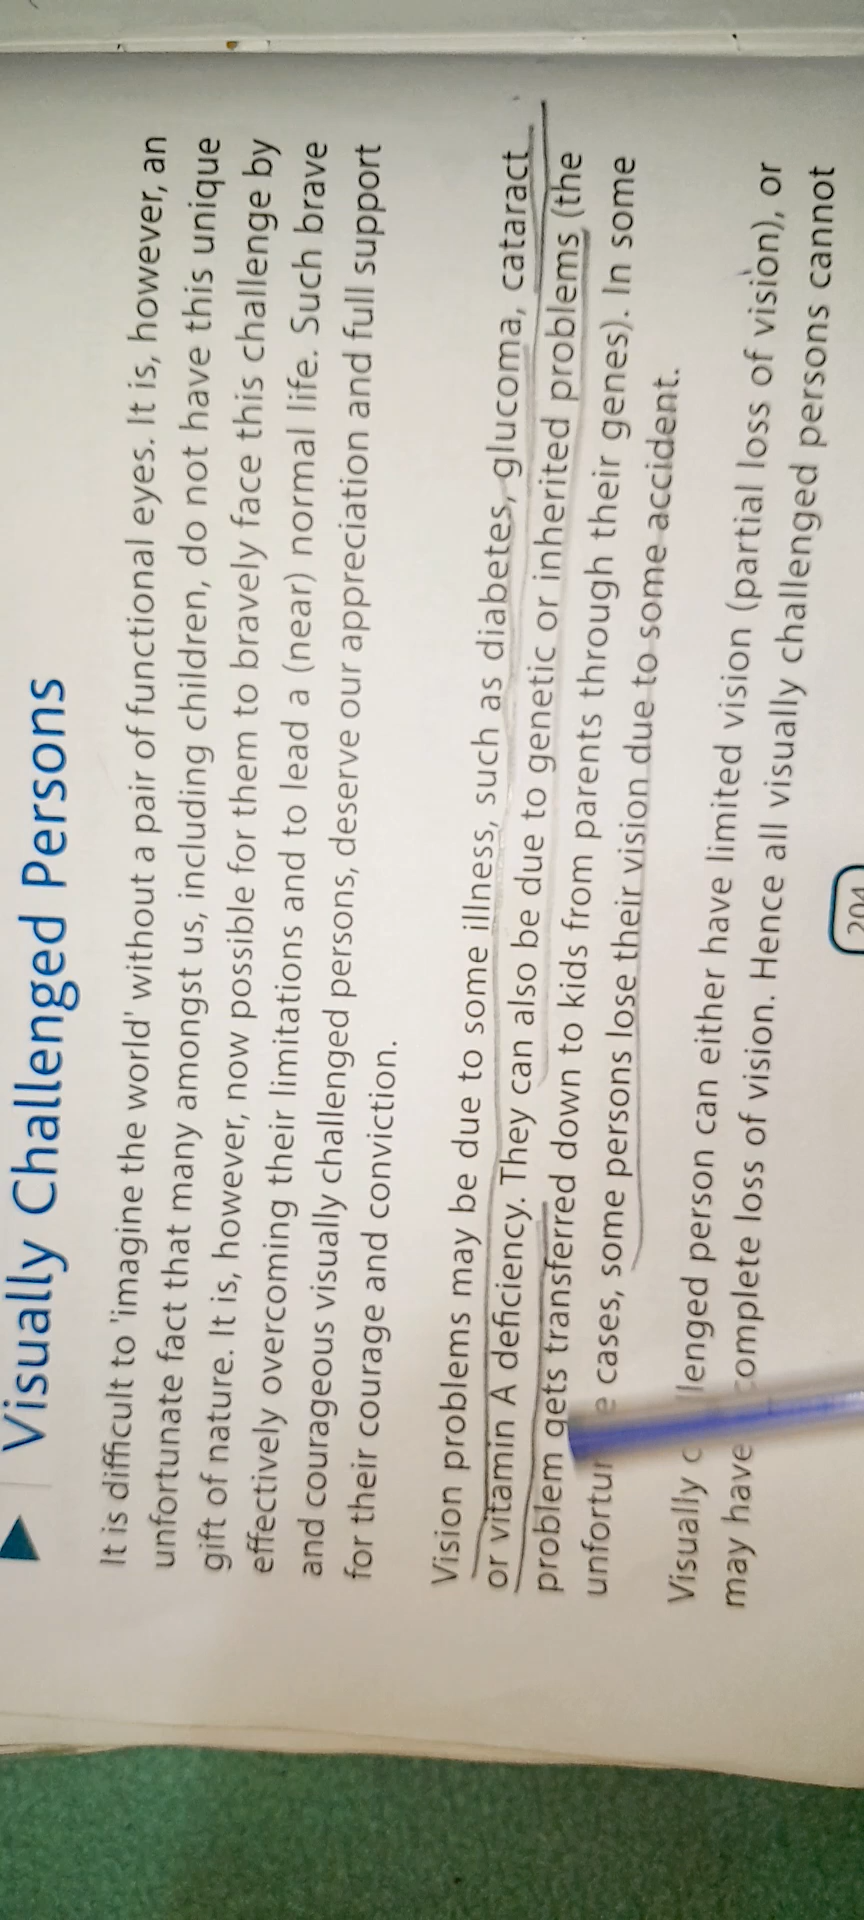 Visually Challenged Persons
It is difficult to 'imagine the world' without a pair of functional eyes. It is, however, an
unfortunate fact that many amongst us, including children, do not have this unique
gift of nature. It is, however, now possible for them to bravely face this challenge by
effectively overcoming their limitations and to lead a (near) normal life. Such brave
and courageous visually challenged persons, deserve our appreciation and full support
for their courage and conviction.
Vision problems may be due to some illness, such as diabetes, glucoma, cataract
or vitamin A deficiency. They can also be due to genetic or inherited problems (the
problem gets transferred down to kids from parents through their genes). In some
cases, some persons lose their vision due to some accident.
Visually person can either have limited vision (partial loss of vision), or
may have complete loss of vision. Hence all visually challenged persons cannot
204